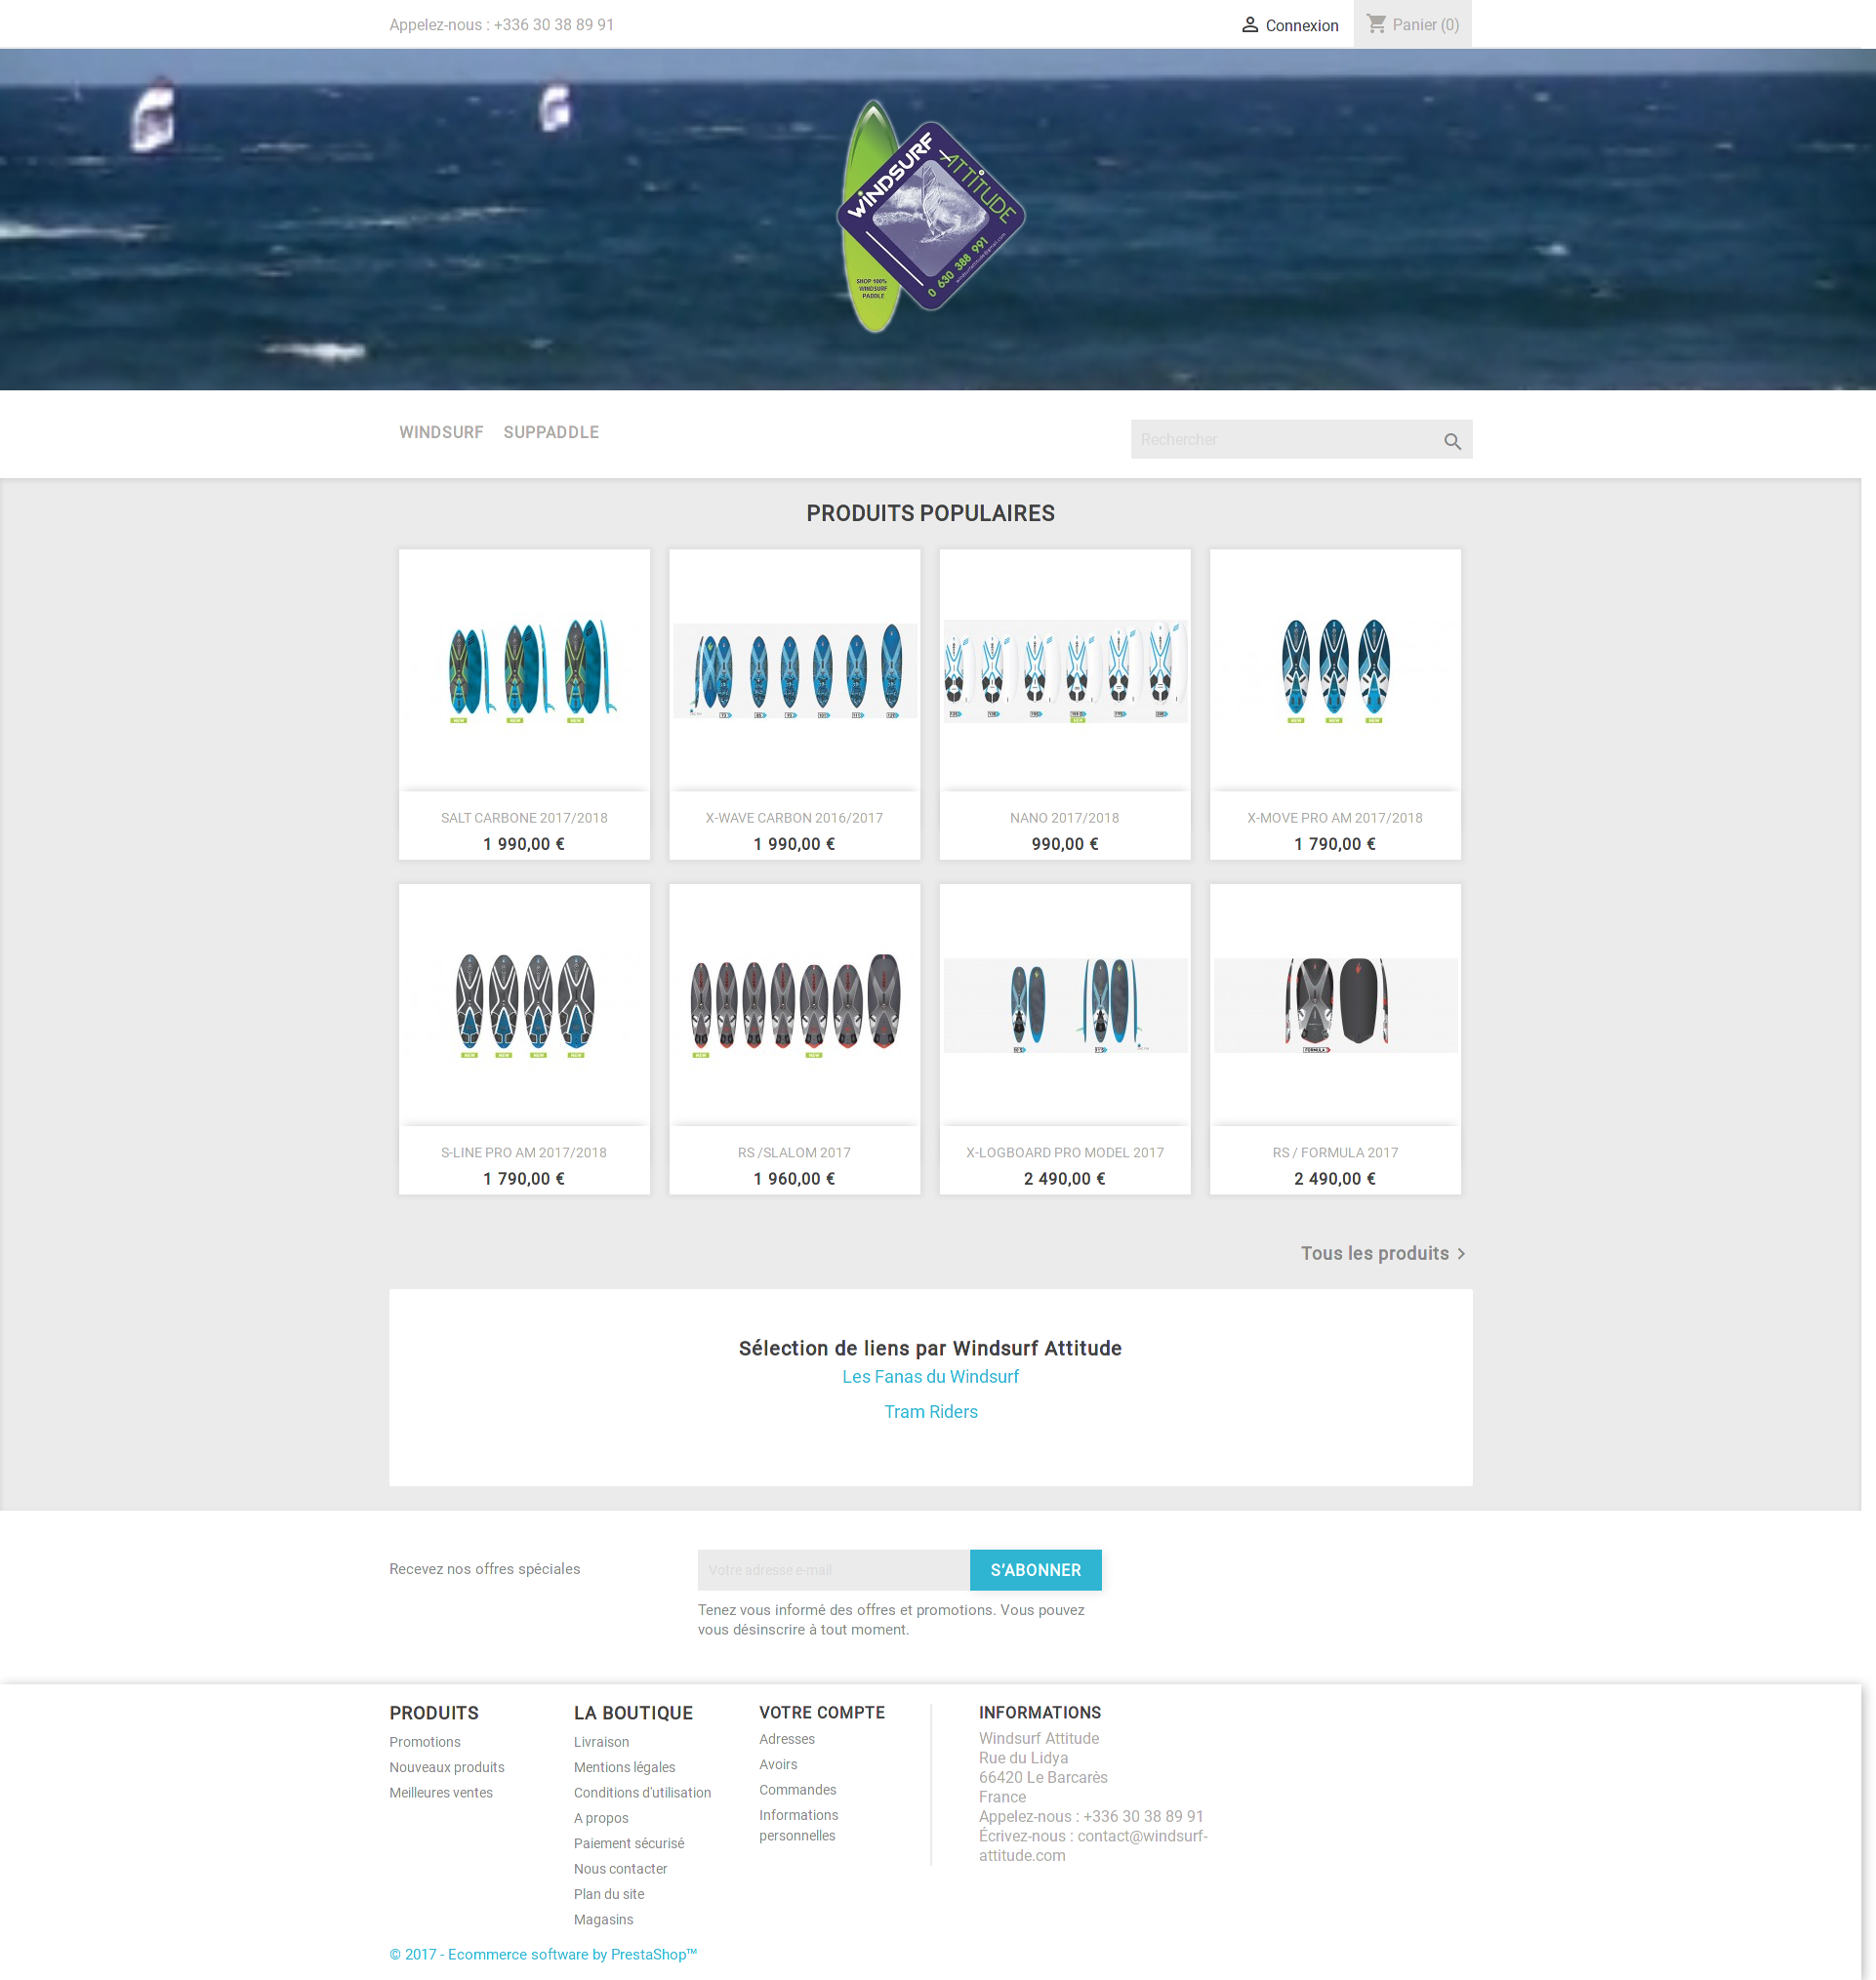 Appelez-nous : +336 30 38 89 91
Connexion
Panier (0)
WINDSURF
ATTITUDE
0 630 388 991
SHOP 100%
WINDSURF
PADDLE
WINDSURF
SUPPADDLE
Rechercher
PRODUITS POPULAIRES
SALT CARBONE 2017/2018
1 990,00 €
X-WAVE CARBON 2016/2017
1 990,00 €
NANO 2017/2018
990,00 €
X-MOVE PRO AM 2017/2018
1 790,00 €
S-LINE PRO AM 2017/2018
1 790,00 €
RS /SLALOM 2017
1 960,00 €
X-LOGBOARD PRO MODEL 2017
2 490,00 €
RS / FORMULA 2017
2 490,00 €
Tous les produits
Sélection de liens par Windsurf Attitude
Les Fanas du Windsurf
Tram Riders
Recevez nos offres spéciales
Votre adresse e-mail
S’ABONNER
Tenez vous informé des offres et promotions. Vous pouvez
vous désinscrire à tout moment.
PRODUITS
Promotions
Nouveaux produits
Meilleures ventes
LA BOUTIQUE
Livraison
Mentions légales
Conditions d'utilisation
A propos
Paiement sécurisé
Nous contacter
Plan du site
Magasins
VOTRE COMPTE
Adresses
Avoirs
Commandes
Informations
personnelles
INFORMATIONS
Windsurf Attitude
Rue du Lidya
66420 Le Barcarès
France
Appelez-nous : +336 30 38 89 91
Écrivez-nous : contact@windsurf-
attitude.com
© 2017 - Ecommerce software by PrestaShop™